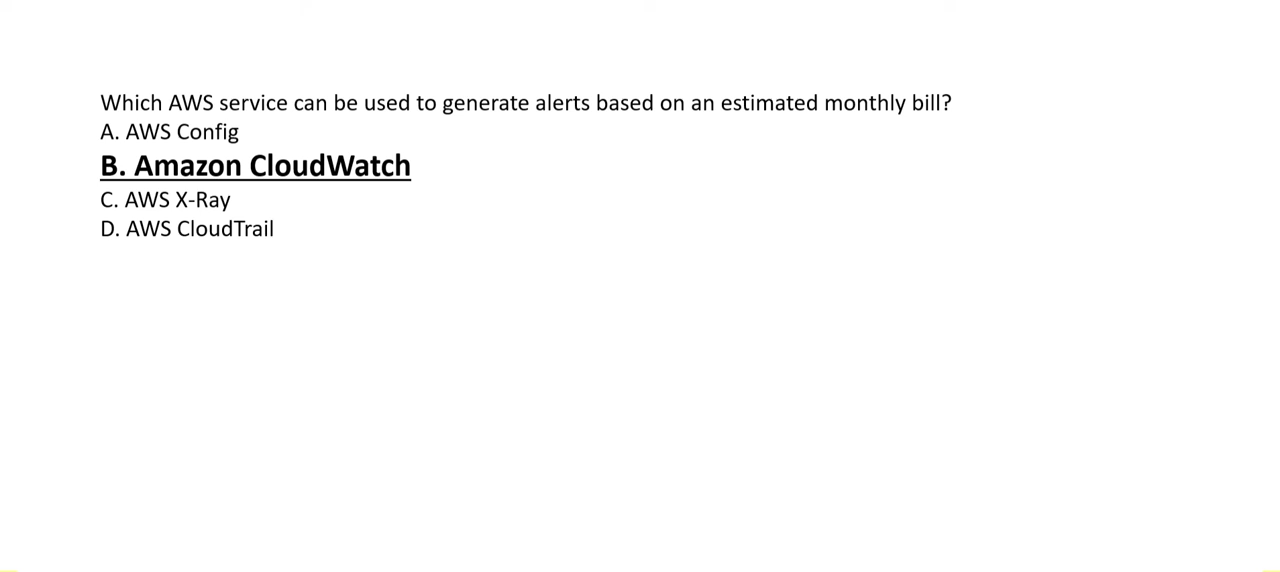 Which AWS service can be used to generate alerts based on an estimated monthly bill?
A. AWS Config
B. Amazon CloudWatch
C. AWS X-Ray
D. AWS CloudTrail